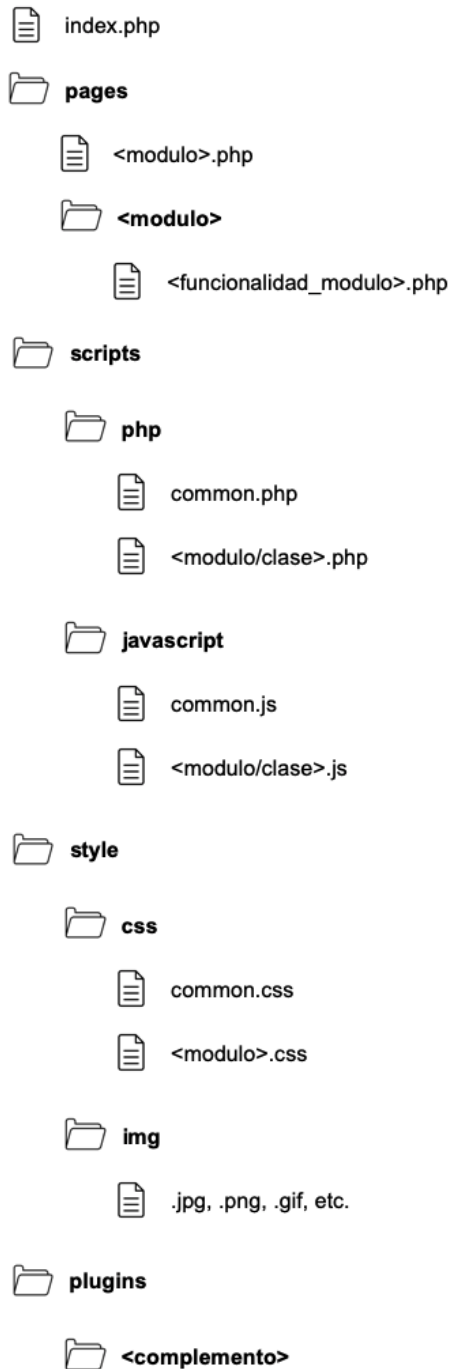 index.php
pages
<modulo>.php
<modulo>
<funcionalidad_modulo>.php
scripts
php
common.php
<modulo/clase>.php
javascript
common.js
<modulo/clase>.js
style
css
common.css
<modulo>.css
img
.jpg, .png, .gif, etc.
plugins
<complemento>